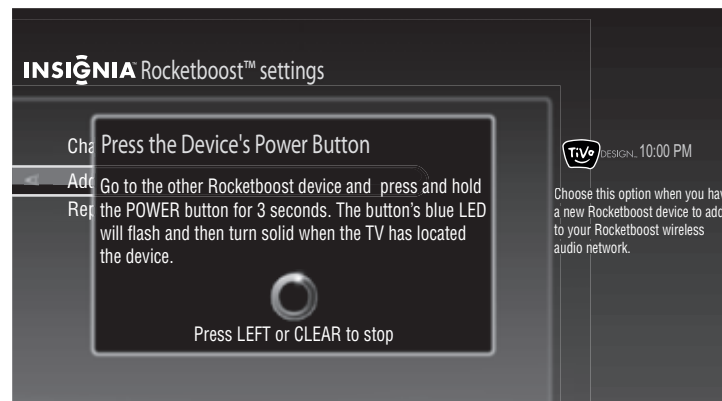 INSIGNIA™ Rocketboost™ settings
Cha
Press the Device's Power Button
TiVo DESIGN™ 10:00 PM
Add
Go to the other Rocketboost device and press and hold
the POWER button for 3 seconds. The button's blue LED
will flash and then turn solid when the TV has located
the device.
Rep
Press LEFT or CLEAR to stop
Choose this option when you hav
a new Rocketboost device to add
to your Rocketboost wireless
audio network.